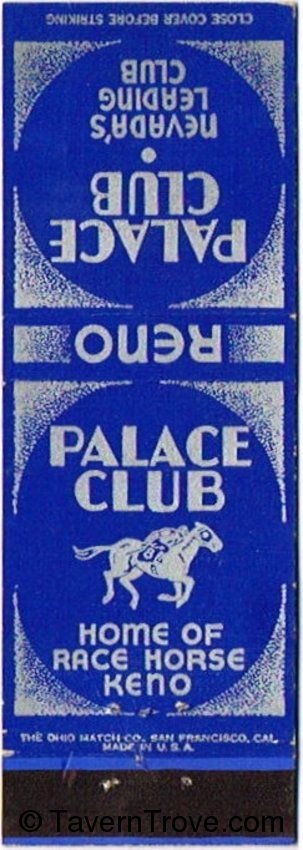 CLOSE COVER BEFORE STRIKING
PALACE
CLUB
•
NEVADA'S
LEADING
CLUB
RENO
PALACE
CLUB
HOME OF
RACE HORSE
KENO
THE OHIO MATCH CO. SAN FRANCISCO, CAL.
MADE IN U.S.A.
© TavernTrove.com